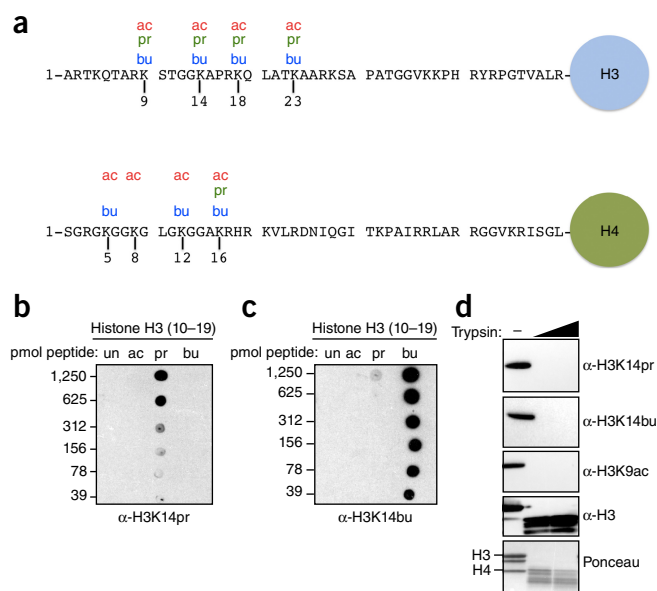 a
ac ac ac ac
pr pr pr pr
bu bu bu bu
1-ARTKQTARK STGGKAPRKQ LATKAARKSA PATGGVKKPH RYRPGTVALR- H3
9 14 18 23
ac ac ac ac
pr
bu bu bu
1-SGRGKGGKG LGKGGAKRHR KVLRDNIQGI TKPAIRRLAR RGGVKRISGL- H4
5 8 12 16
b
Histone H3 (10–19)
pmol peptide: un ac pr bu
1,250
625
312
156
78
39
α-H3K14pr
c
Histone H3 (10–19)
pmol peptide: un ac pr bu
1,250
625
312
156
78
39
α-H3K14bu
d
Trypsin: –
α-H3K14pr
α-H3K14bu
α-H3K9ac
α-H3
H3
H4
Ponceau